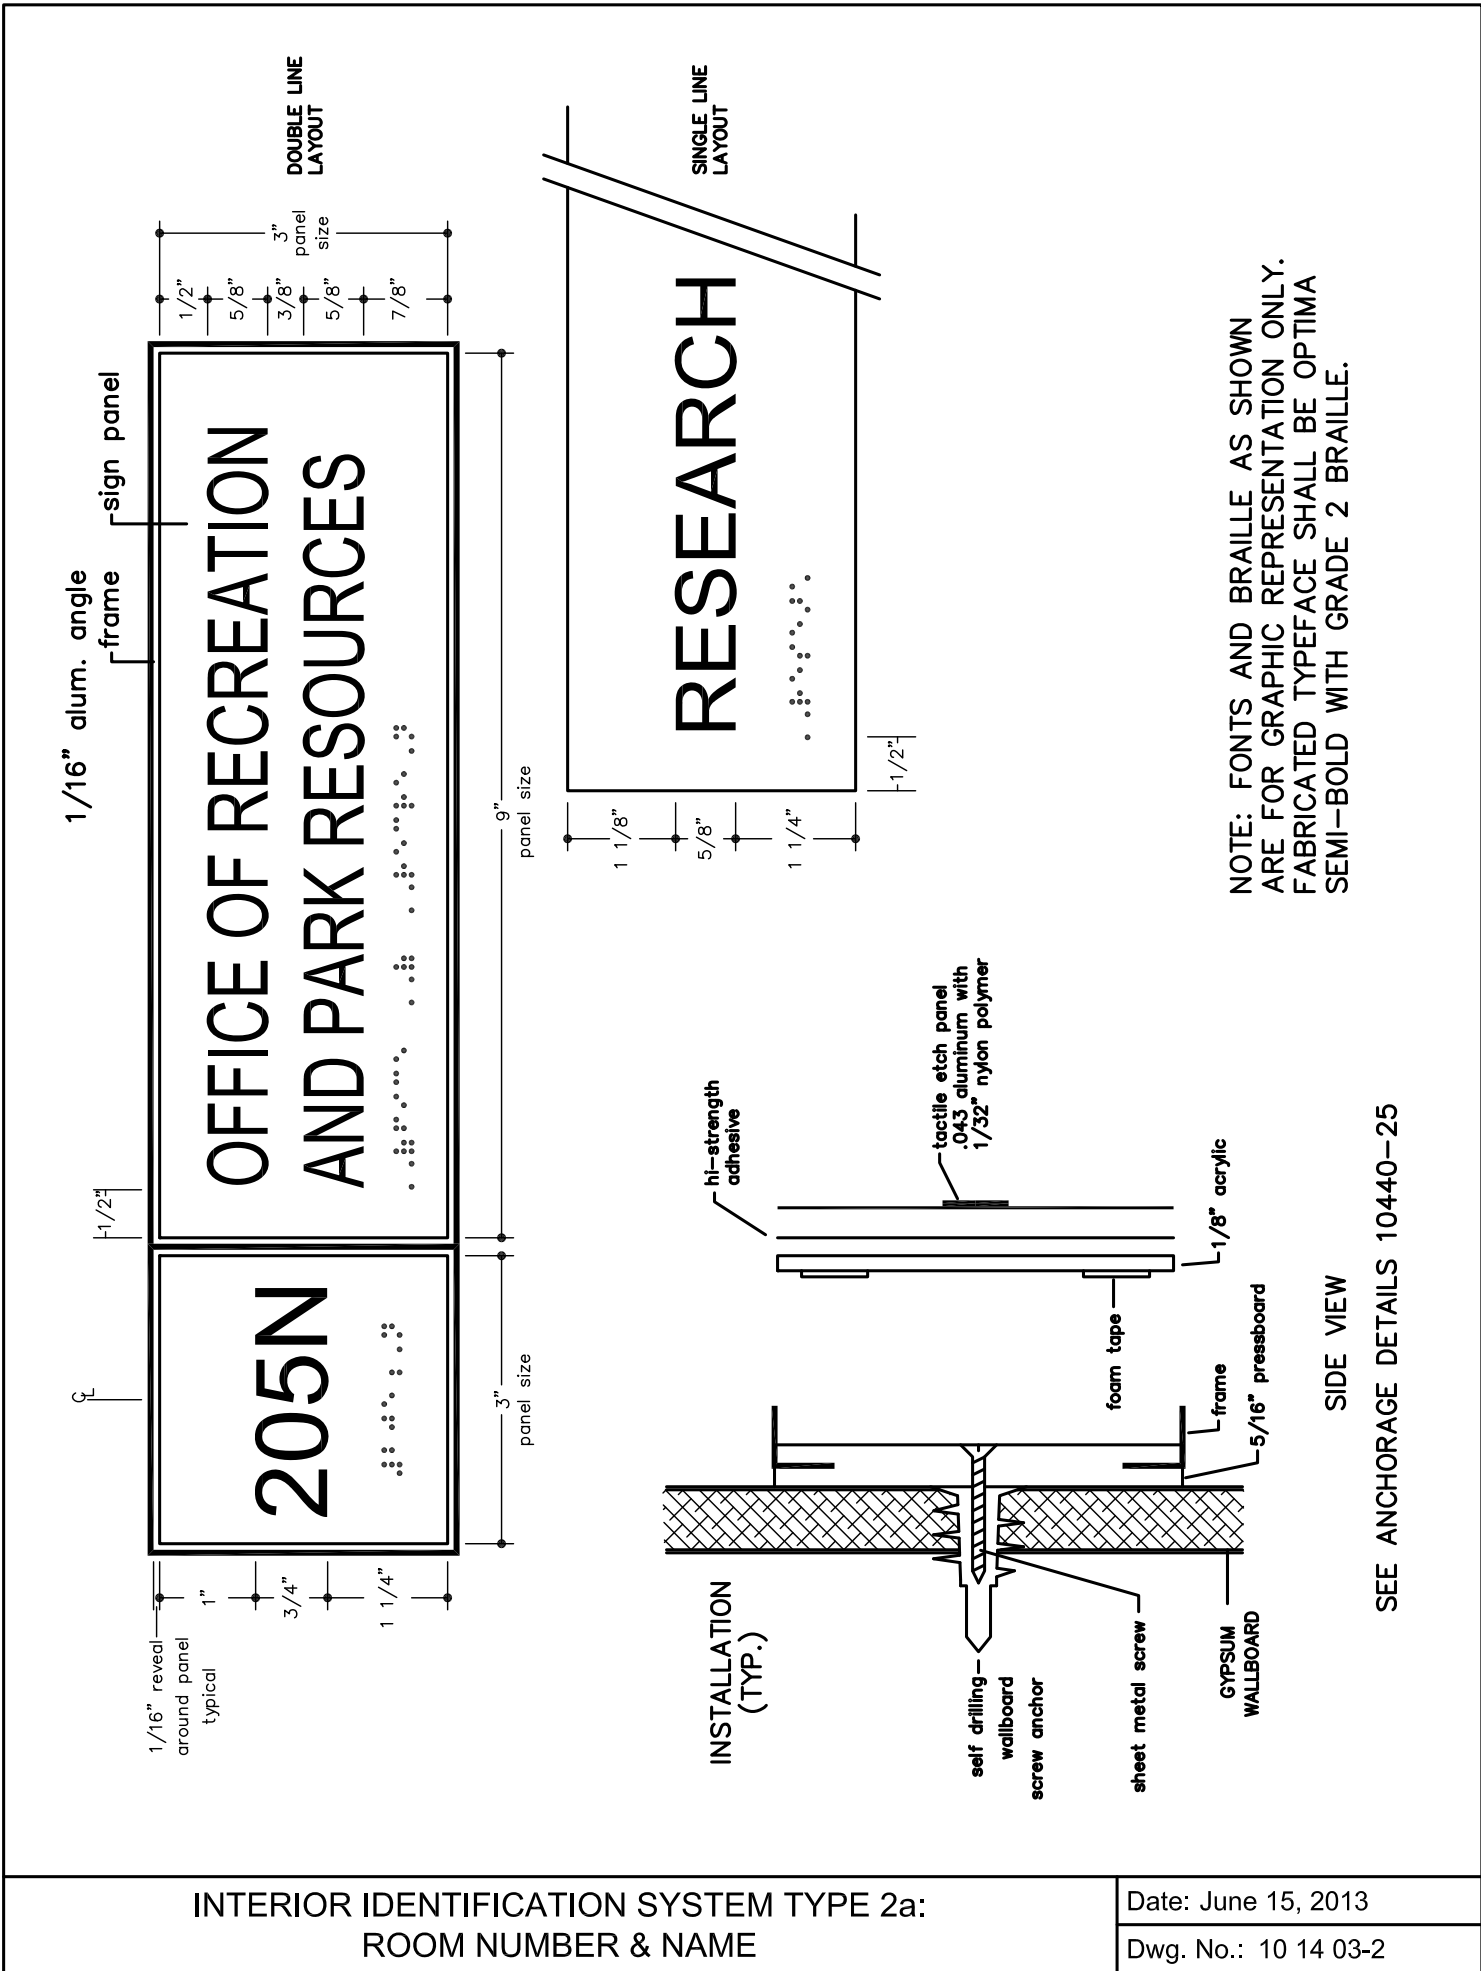 1/16" reveal
around panel
typical
1"
3/4"
1 1/4"
CL
205N
3"
panel size
1/2"
1/16" alum. angle
frame
sign panel
OFFICE OF RECREATION
AND PARK RESOURCES
9"
panel size
1/2"
5/8"
3/8"
5/8"
7/8"
3"
panel
size
DOUBLE LINE
LAYOUT
1 1/8"
5/8"
1 1/4"
RESEARCH
1/2"
SINGLE LINE
LAYOUT
INSTALLATION
(TYP.)
self drilling
wallboard
screw anchor
sheet metal screw
GYPSUM
WALLBOARD
hi-strength
adhesive
tactile etch panel
.043 aluminum with
1/32" nylon polymer
foam tape
1/8" acrylic
frame
5/16" pressboard
SIDE VIEW
SEE ANCHORAGE DETAILS 10440-25
NOTE: FONTS AND BRAILLE AS SHOWN
ARE FOR GRAPHIC REPRESENTATION ONLY.
FABRICATED TYPEFACE SHALL BE OPTIMA
SEMI-BOLD WITH GRADE 2 BRAILLE.
INTERIOR IDENTIFICATION SYSTEM TYPE 2a:
ROOM NUMBER & NAME
Date: June 15, 2013
Dwg. No.: 10 14 03-2